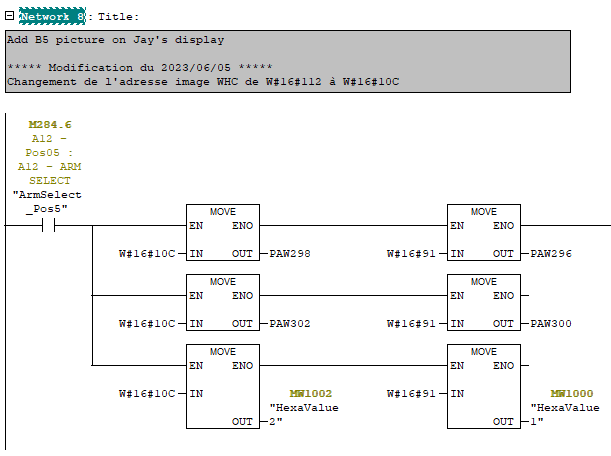 Network 8: Title:
Add B5 picture on Jay's display
***** Modification du 2023/06/05 *****
Changement de l'adresse image WHC de W#16#112 à W#16#10C
M284.6
A12 -
Pos05 :
A12 - ARM
SELECT
"ArmSelect
_Pos5"
MOVE MOVE
EN ENO EN ENO
W#16#10C IN OUT PAW298 W#16#91 IN OUT PAW296
MOVE MOVE
EN ENO EN ENO
W#16#10C IN OUT PAW302 W#16#91 IN OUT PAW300
MOVE MOVE
EN ENO EN ENO
W#16#10C IN MW1002 W#16#91 IN MW1000
"HexaValue "HexaValue
OUT 2" OUT 1"